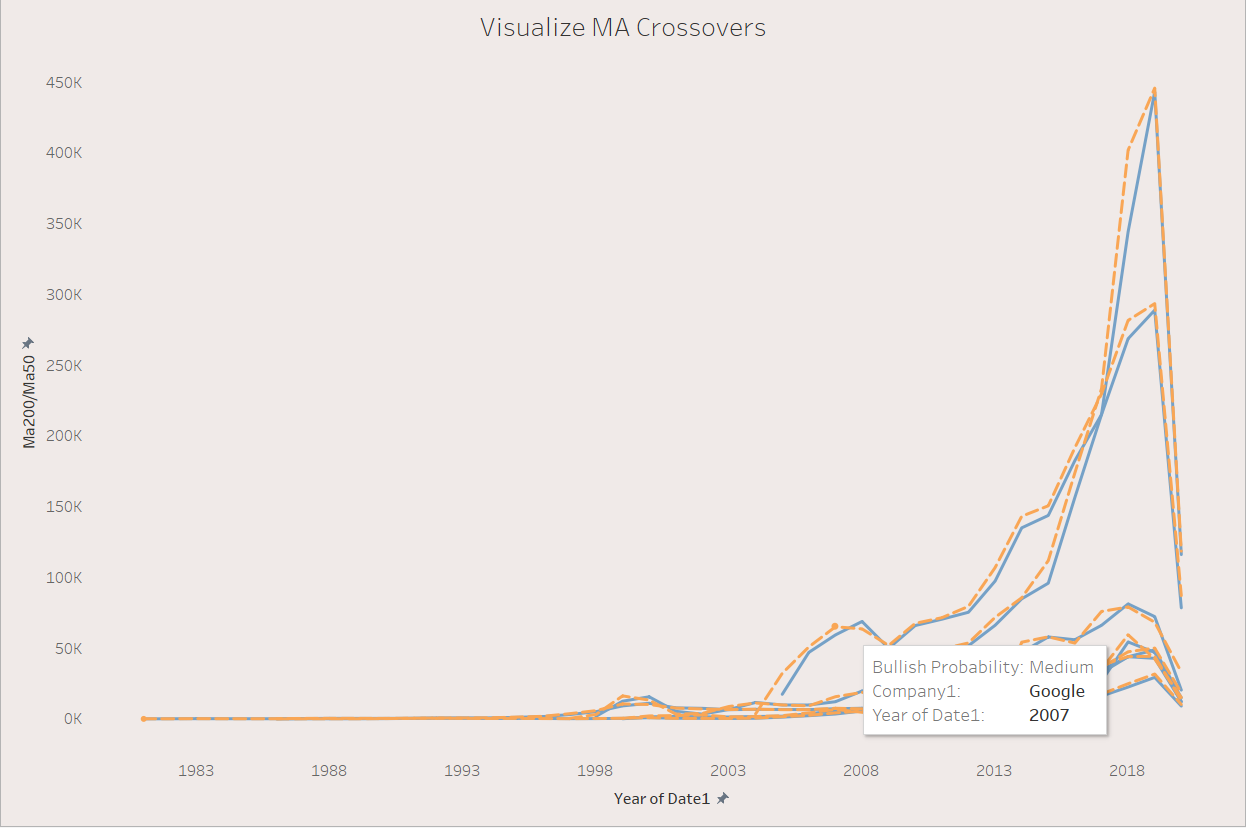 Visualize MA Crossovers
450K
400K
350K
300K
250K
200K
150K
100K
50K
0K
Ma200/Ma50
Bullish Probability: Medium
Company1: Google
Year of Date1: 2007
1983 1988 1993 1998 2003 2008 2013 2018
Year of Date1